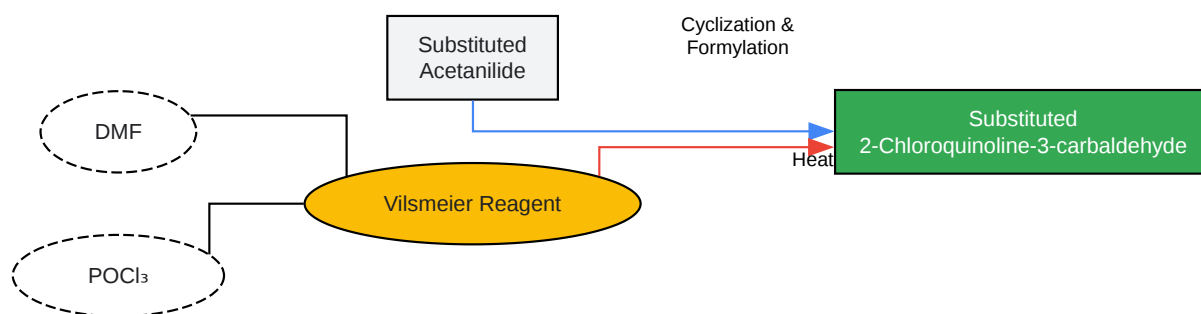 Cyclization &
Formylation
Substituted
Acetanilide
DMF
Substituted
2-Chloroquinoline-3-carbaldehyde
Heat
Vilsmeier Reagent
POCl₃